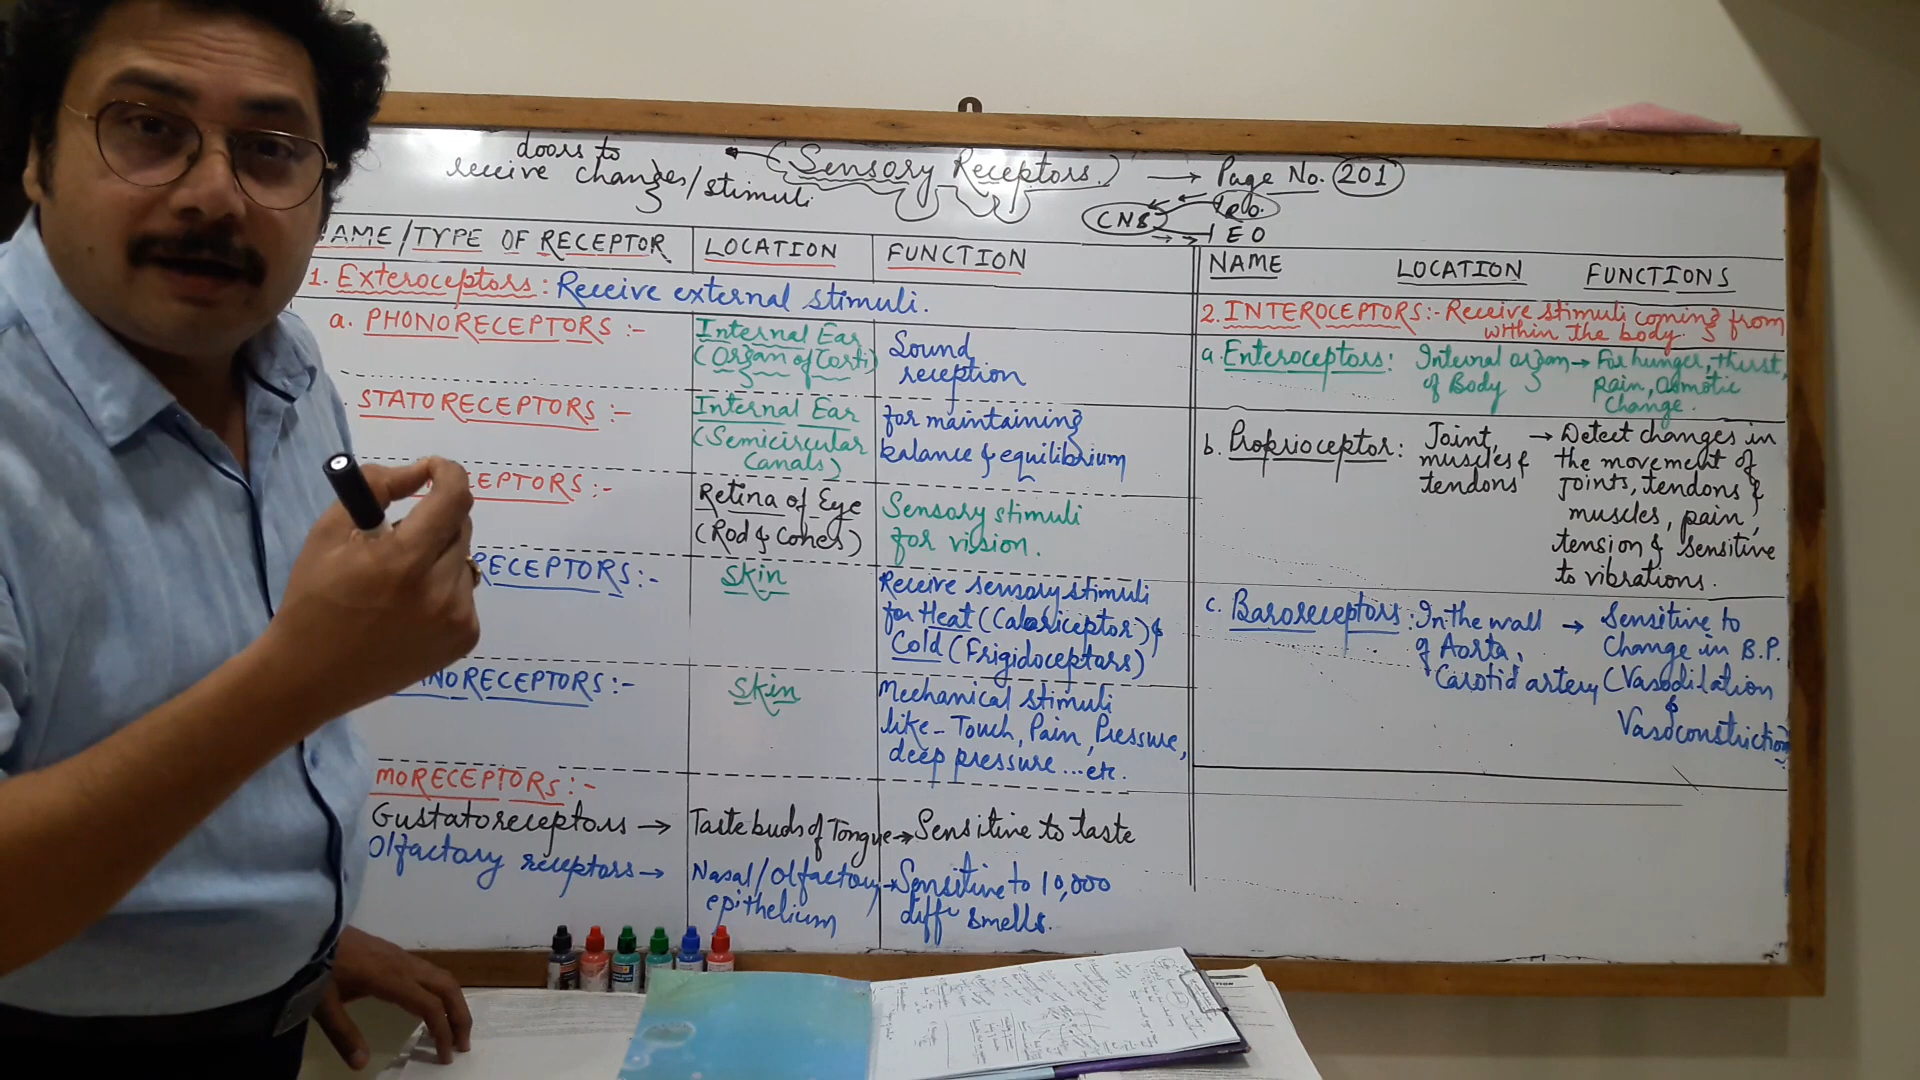 doors to
receive changes/stimuli
(Sensory Receptors.) → Page No. 201
CNS
E O
NAME/TYPE OF RECEPTOR LOCATION FUNCTION
1. Exteroceptors: Receive external stimuli.
a. PHONORECEPTORS :- Internal Ear (Organ of Corti) Sound reception
STATORECEPTORS :- Internal Ear (Semicircular Canals) for maintaining balance & equilibrium
CEPTORS :- Retina of Eye (Rod & Cones) Sensory stimuli for vission.
RECEPTORS :- Skin Receive sensory stimuli for Heat (Caloriceptor) & Cold (Frigidoceptors)
NORECEPTORS :- Skin Mechanical stimuli like - Touch, Pain, Pressure, deep pressure ... etc.
MORECEPTORS :-
Gustatoreceptors → Taste buds of Tongue → Sensitive to taste
Olfactory receptors → Nasal/Olfactory epithelium → Sensitive to 10,000 diff smells.
NAME LOCATION FUNCTIONS
2. INTEROCEPTORS :- Receive stimuli coming from
within the body.
a. Enteroceptors: Internal organ of Body → For hunger, thirst, Pain, Osmotic Change.
b. Proprioceptor: Joint, muscles & tendons → Detect changes in the movement of joints, tendons & muscles, pain, tension & sensitive to vibrations.
c. Baroreceptors: In the wall of Aorta, Carotid artery → Sensitive to Change in B.P. (Vasodilation & Vasoconstriction